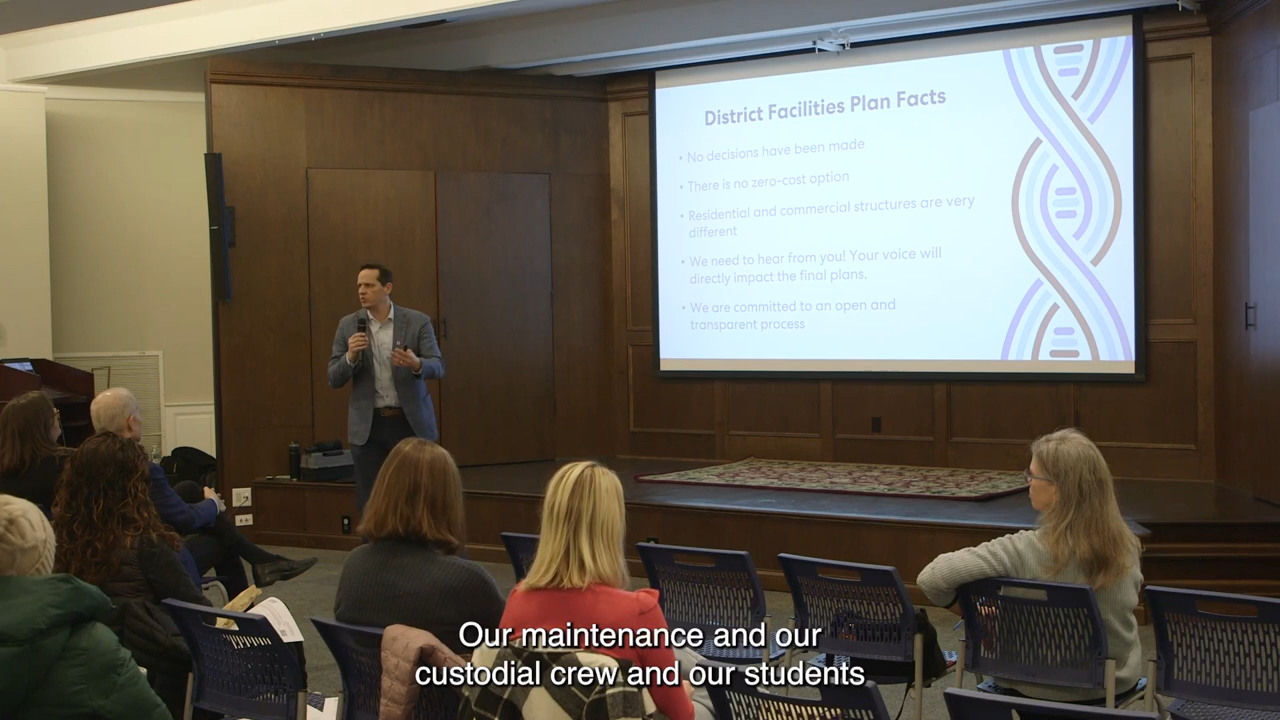 District Facilities Plan Facts
• No decisions have been made
• There is no zero-cost option
• Residential and commercial structures are very
different
• We need to hear from you! Your voice will
directly impact the final plans.
• We are committed to an open and
transparent process
Our maintenance and our
custodial crew and our students